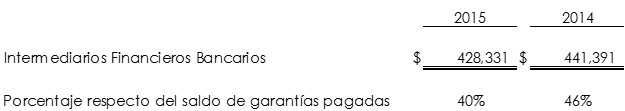 2015 2014
Intermediarios Financieros Bancarios $ 428,331 $ 441,391
Porcentaje respecto del saldo de garantías pagadas 40% 46%